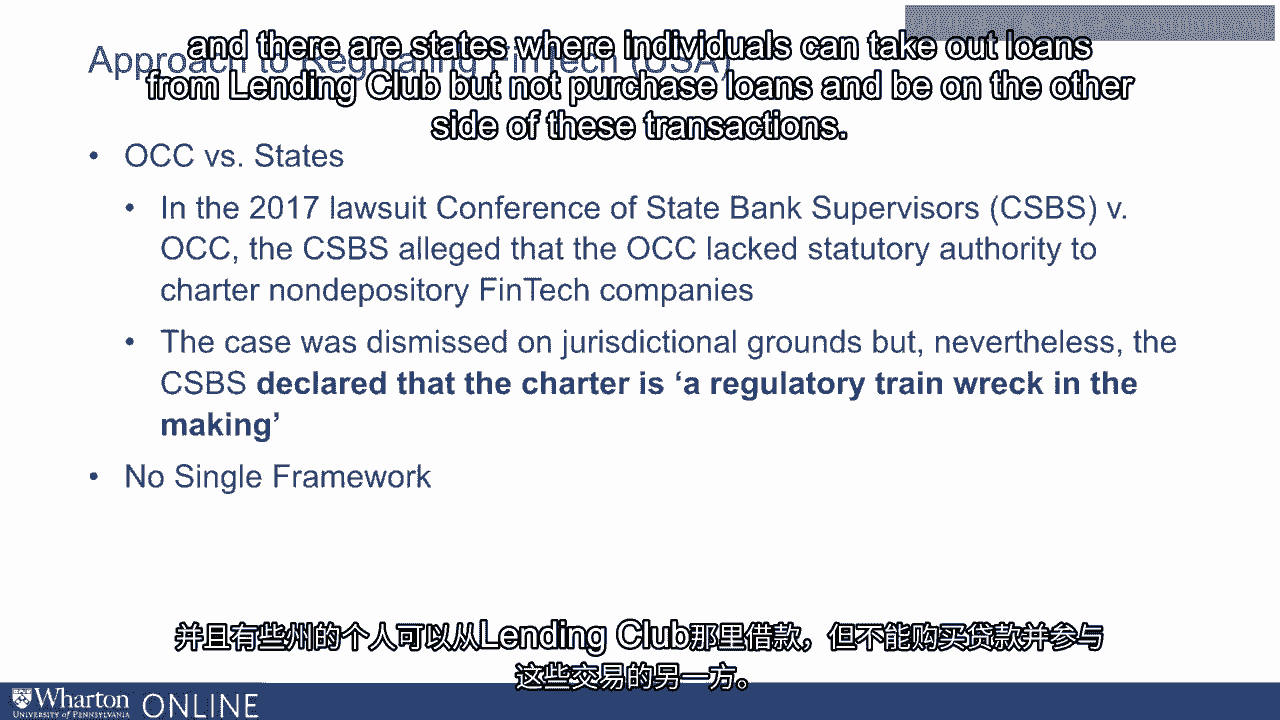 and there are states where individuals can take out loans
from Lending Club but not purchase loans and be on the other
side of these transactions.
Approach to Regulating FinTech (USA)
• OCC vs. States
• In the 2017 lawsuit Conference of State Bank Supervisors (CSBS) v.
OCC, the CSBS alleged that the OCC lacked statutory authority to
charter nondepository FinTech companies
• The case was dismissed on jurisdictional grounds but, nevertheless, the
CSBS declared that the charter is ‘a regulatory train wreck in the
making’
• No Single Framework
并且有些州的个人可以从Lending Club那里借款，但不能购买贷款并参与
这些交易的另一方。
Wharton ONLINE
UNIVERSITY of PENNSYLVANIA